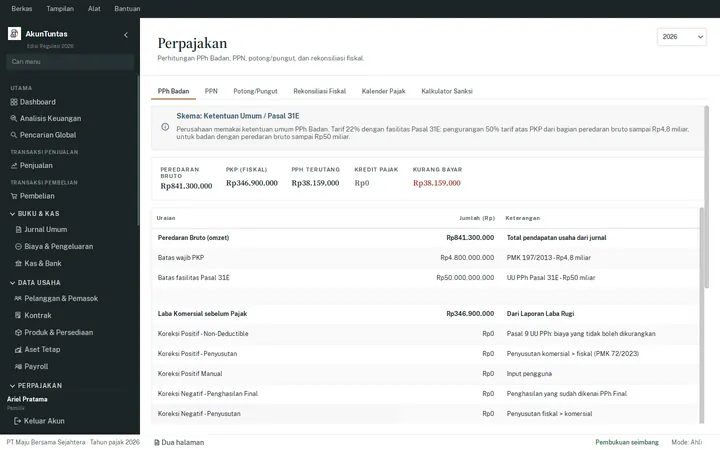 Berkas Tampilan Alat Bantuan
AkunTuntas
Edisi Regulasi 2026
Cari menu
UTAMA
Dashboard
Analisis Keuangan
Pencarian Global
TRANSAKSI PENJUALAN
Penjualan
TRANSAKSI PEMBELIAN
Pembelian
BUKU & KAS
Jurnal Umum
Biaya & Pengeluaran
Kas & Bank
DATA USAHA
Pelanggan & Pemasok
Kontrak
Produk & Persediaan
Aset Tetap
Payroll
PERPAJAKAN
Ariel Pratama
Pemilik
Keluar Akun
Perpajakan
Perhitungan PPh Badan, PPN, potong/pungut, dan rekonsiliasi fiskal.
2026
PPh Badan PPN Potong/Pungut Rekonsiliasi Fiskal Kalender Pajak Kalkulator Sanksi
Skema: Ketentuan Umum / Pasal 31E
Perusahaan memakai ketentuan umum PPh Badan. Tarif 22% dengan fasilitas Pasal 31E: pengurangan 50% tarif atas PKP dari bagian peredaran bruto sampai Rp4,8 miliar,
untuk badan dengan peredaran bruto sampai Rp50 miliar.
PEREDARAN BRUTO PKP (FISKAL) PPH TERUTANG KREDIT PAJAK KURANG BAYAR
Rp841.300.000 Rp346.900.000 Rp38.159.000 Rp0 Rp38.159.000
Uraian Jumlah (Rp) Keterangan
Peredaran Bruto (omzet) Rp841.300.000 Total pendapatan usaha dari jurnal
Batas wajib PKP Rp4.800.000.000 PMK 197/2013 - Rp4,8 miliar
Batas fasilitas Pasal 31E Rp50.000.000.000 UU PPh Pasal 31E - Rp50 miliar
Laba Komersial sebelum Pajak Rp346.900.000 Dari Laporan Laba Rugi
Koreksi Positif - Non-Deductible Rp0 Pasal 9 UU PPh: biaya yang tidak boleh dikurangkan
Koreksi Positif - Penyusutan Rp0 Penyusutan komersial > fiskal (PMK 72/2023)
Koreksi Positif Manual Rp0 Input pengguna
Koreksi Negatif - Penghasilan Final Rp0 Penghasilan yang sudah dikenai PPh Final
Koreksi Negatif - Penyusutan Rp0 Penyusutan fiskal > komersial
PT Maju Bersama Sejahtera · Tahun pajak 2026 Dua halaman Pembukuan seimbang Mode: Ahli